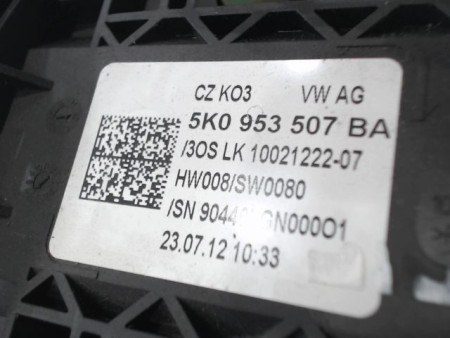 CZ KO3 VW AG
5K0 953 507 BA
/3OS LK 10021222-07
HW008/SW0080
23.07.12 10:33